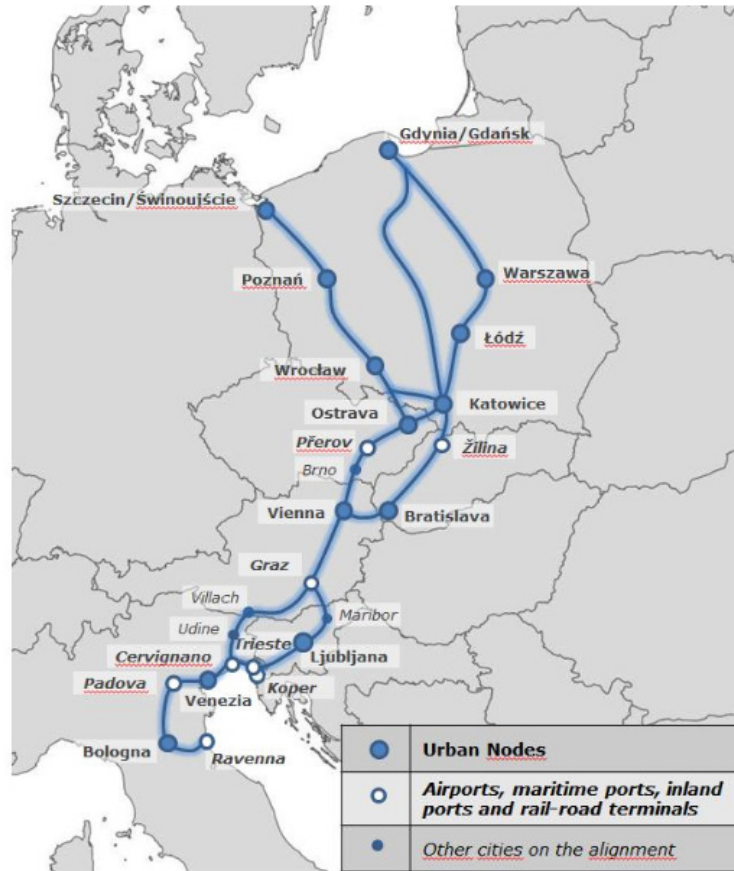 Gdynia/Gdańsk
Szczecin/Świnoujście
Poznań
Warszawa
Łódź
Wrocław
Ostrava
Katowice
Přerov
Žilina
Brno
Vienna
Bratislava
Graz
Villach
Maribor
Udine
Trieste
Cervignano
Ljubljana
Padova
Koper
Venezia
Bologna
Ravenna
Urban Nodes
Airports, maritime ports, inland
ports and rail-road terminals
Other cities on the alignment